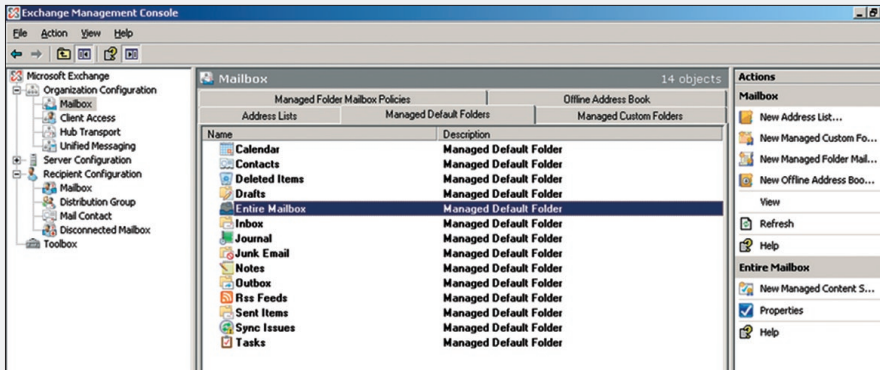 Exchange Management Console
File Action View Help
Microsoft Exchange
Organization Configuration
Mailbox
Client Access
Hub Transport
Unified Messaging
Server Configuration
Recipient Configuration
Mailbox
Distribution Group
Mail Contact
Disconnected Mailbox
Toolbox
Mailbox 14 objects
Managed Folder Mailbox Policies Offline Address Book
Address Lists Managed Default Folders Managed Custom Folders
Name Description
Calendar Managed Default Folder
Contacts Managed Default Folder
Deleted Items Managed Default Folder
Drafts Managed Default Folder
Entire Mailbox Managed Default Folder
Inbox Managed Default Folder
Journal Managed Default Folder
Junk Email Managed Default Folder
Notes Managed Default Folder
Outbox Managed Default Folder
Rss Feeds Managed Default Folder
Sent Items Managed Default Folder
Sync Issues Managed Default Folder
Tasks Managed Default Folder
Actions
Mailbox
New Address List...
New Managed Custom Fo...
New Managed Folder Mail...
New Offline Address Boo...
View
Refresh
Help
Entire Mailbox
New Managed Content S...
Properties
Help